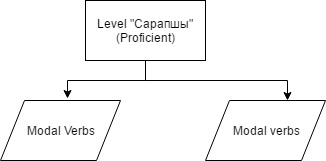 Level "Сарапшы"
(Proficient)
Modal Verbs
Modal verbs